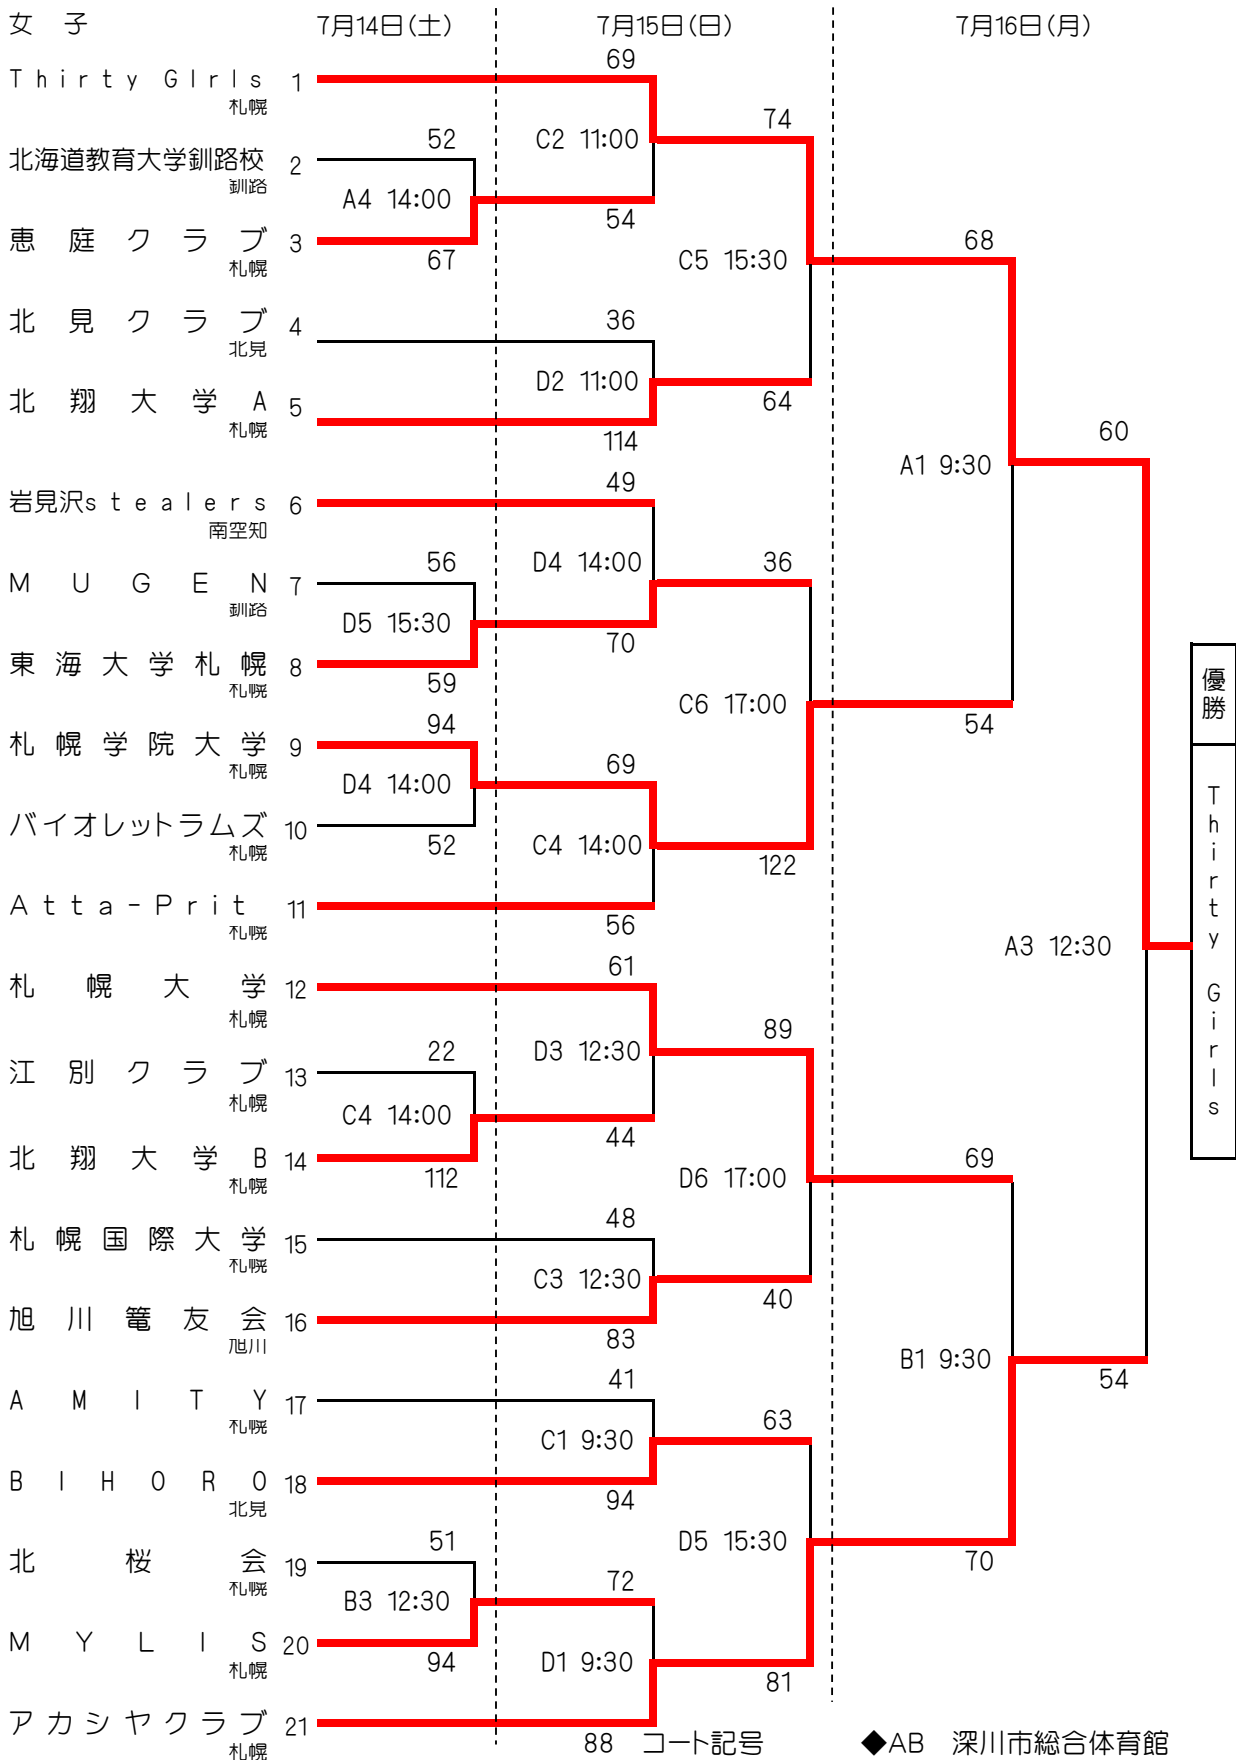 女子 7月14日(土) 7月15日(日) 7月16日(月)
69
Thirty GIrls 1
札幌
74
C2 11:00
52
北海道教育大学釧路校 2
釧路
A4 14:00
54
恵庭クラブ 3
札幌
67
68
C5 15:30
北見クラブ 4
北見
36
D2 11:00
北翔大学A 5
札幌
64
114
60
A1 9:30
49
岩見沢stealers 6
南空知
56
D4 14:00
36
MUGEN 7
釧路
D5 15:30
70
東海大学札幌 8
札幌
59
C6 17:00
54
94
札幌学院大学 9
札幌
69
D4 14:00
バイオレットラムズ 10
札幌
52
C4 14:00
122
Atta-Prit 11
札幌
56
A3 12:30
61
札幌大学 12
札幌
89
22
D3 12:30
江別クラブ 13
札幌
C4 14:00
44
北翔大学B 14
札幌
112
69
D6 17:00
48
札幌国際大学 15
札幌
C3 12:30
40
旭川篭友会 16
旭川
83
B1 9:30
54
41
AMITY 17
札幌
63
C1 9:30
BIHORO 18
北見
94
51
D5 15:30
70
北桜会 19
札幌
72
B3 12:30
MYLIS 20
札幌
94
D1 9:30
81
アカシヤクラブ 21
札幌
88
コート記号 ◆AB 深川市総合体育館
優勝
Thirty Girls